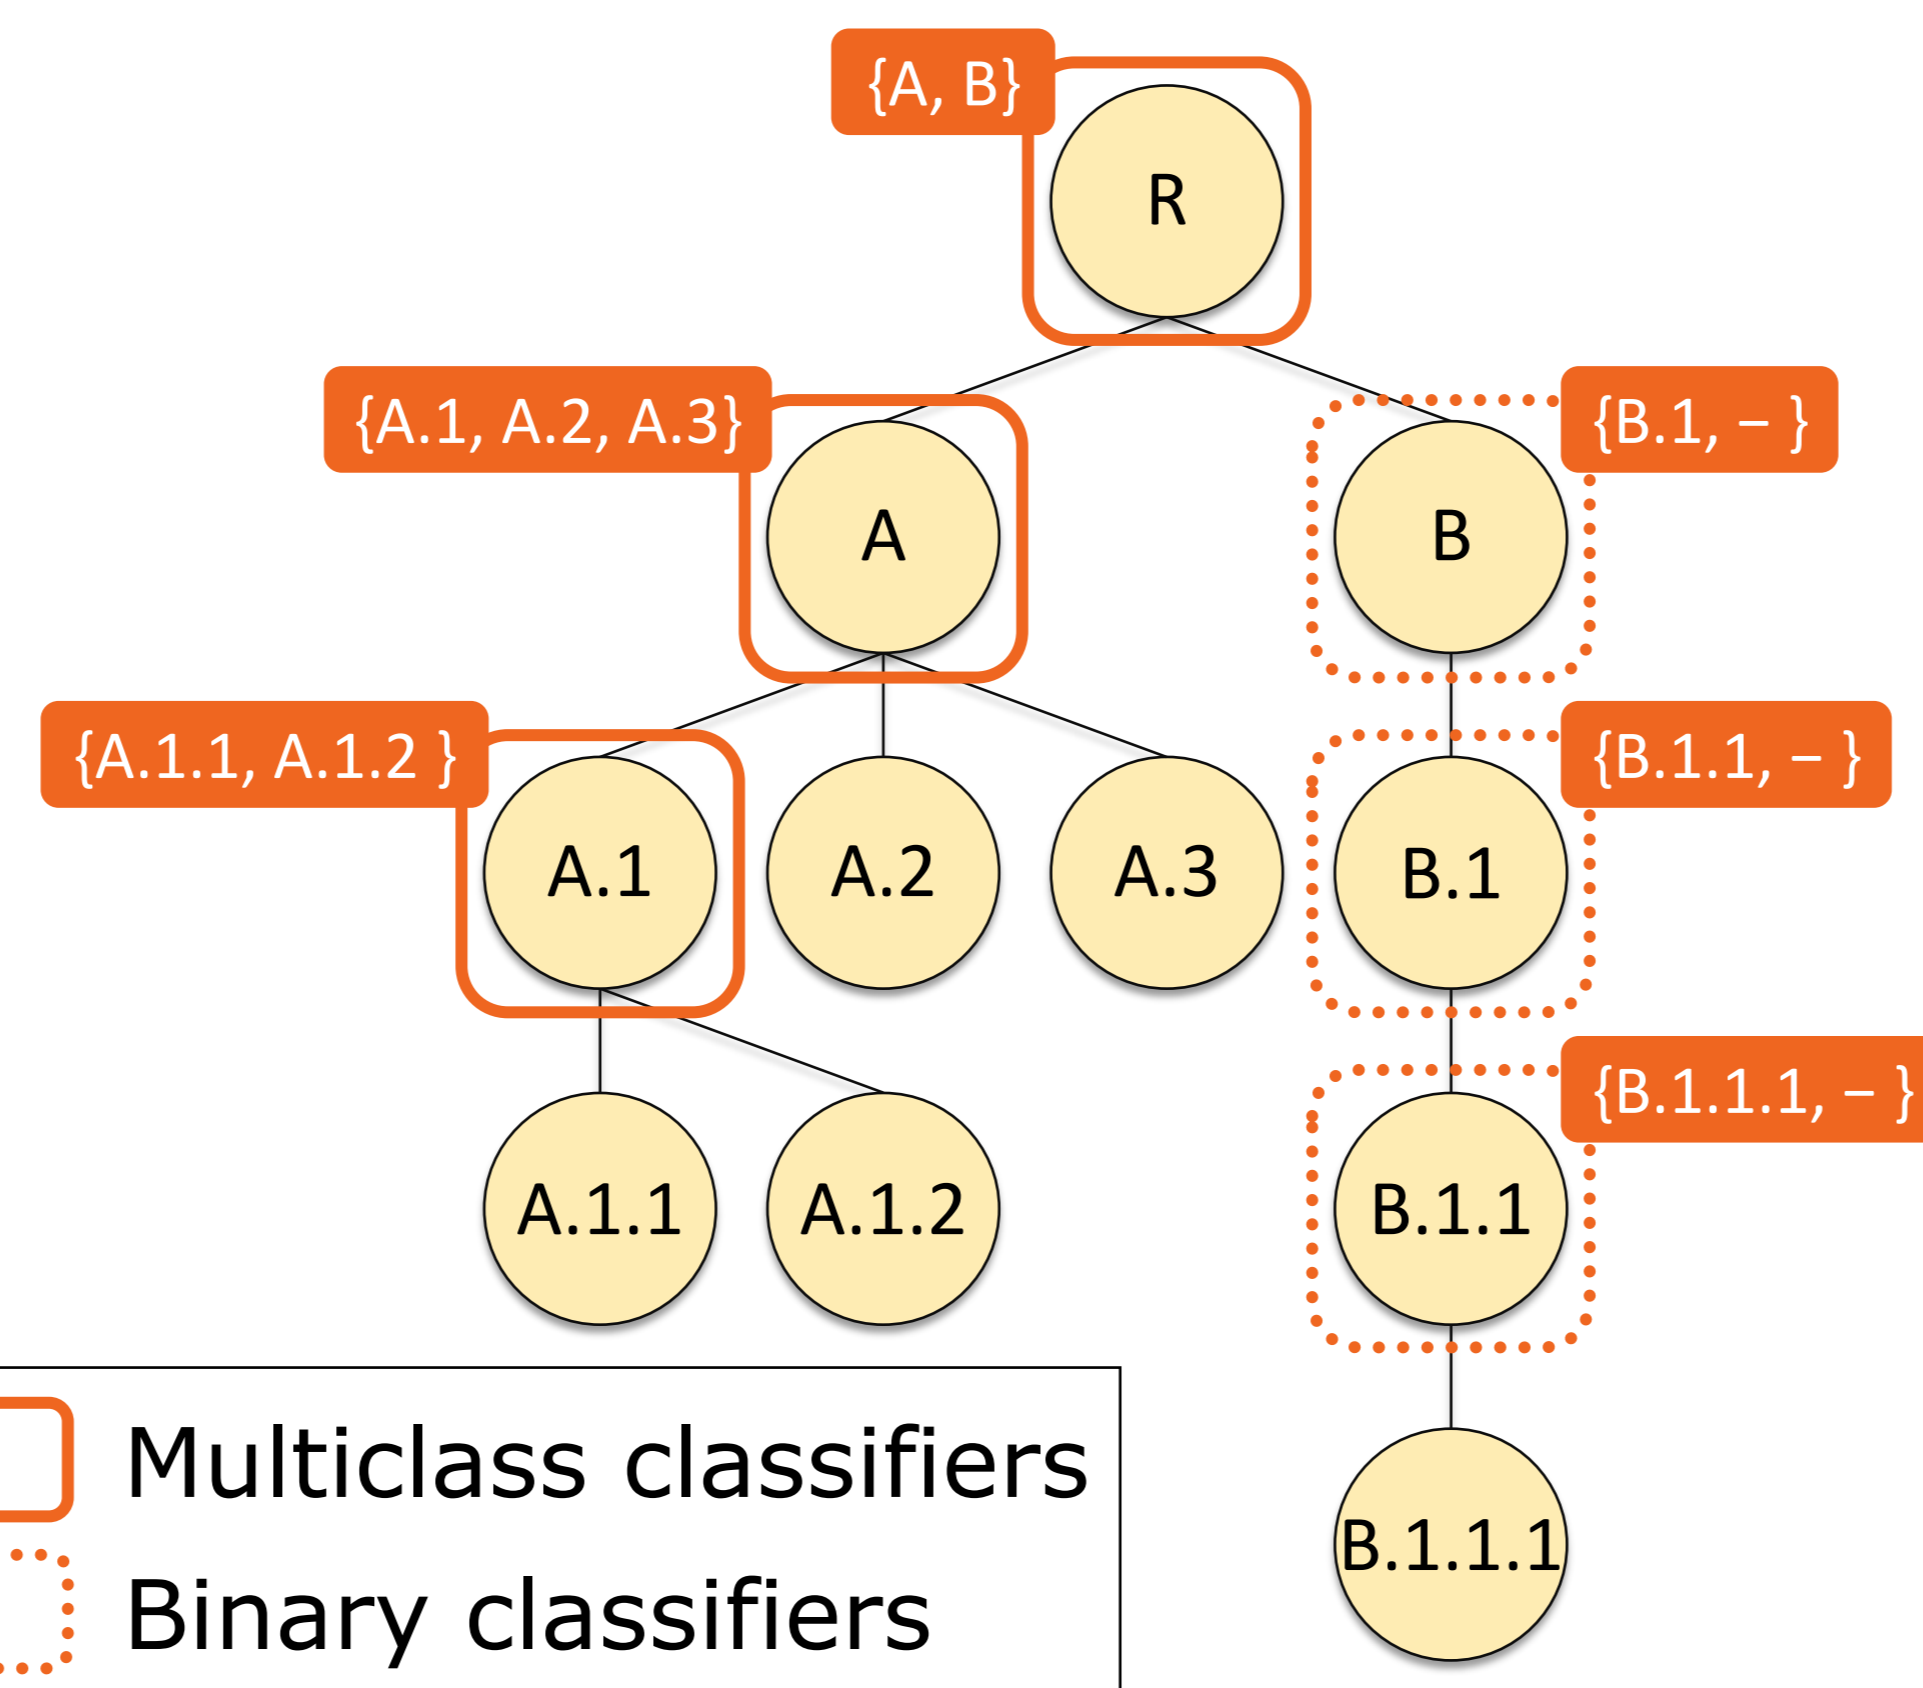 {A, B}
R
{A.1, A.2, A.3}
{B.1, – }
A
B
{A.1.1, A.1.2 }
{B.1.1, – }
A.1
A.2
A.3
B.1
{B.1.1.1, – }
A.1.1
A.1.2
B.1.1
Multiclass classifiers
B.1.1.1
Binary classifiers